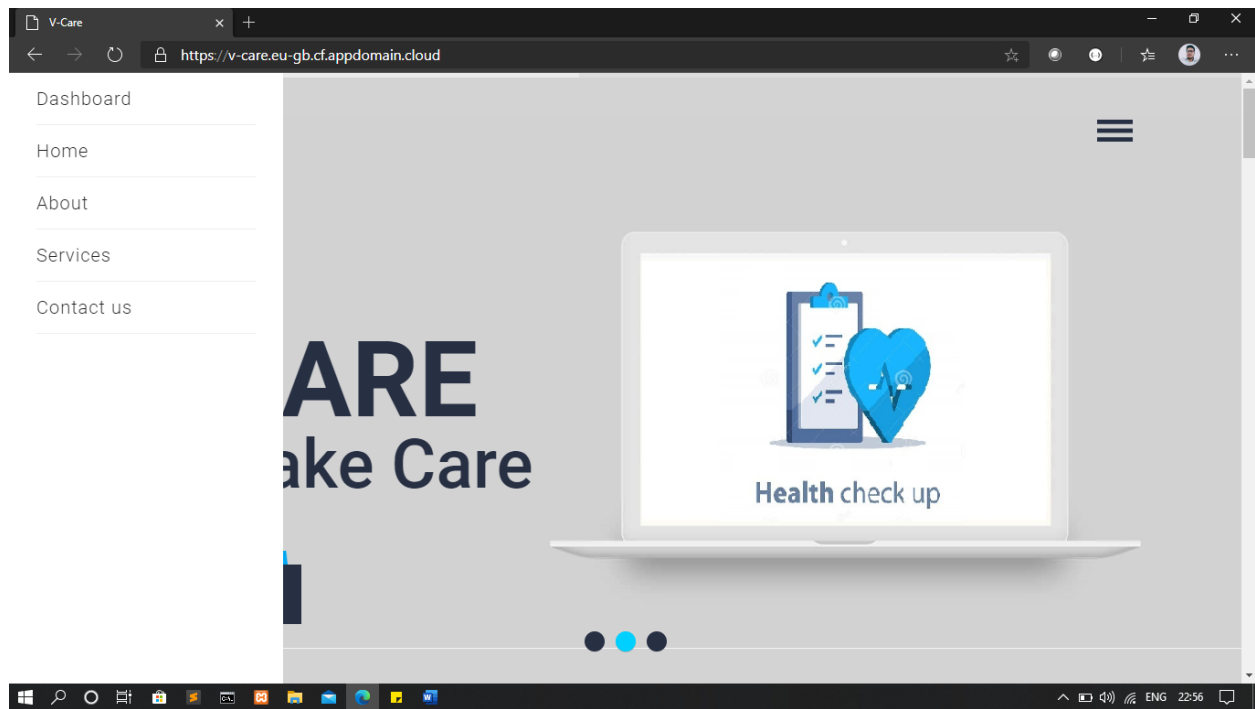 V-Care
https://v-care.eu-gb.cf.appdomain.cloud
Dashboard
Home
About
Services
Contact us
ARE
ake Care
Health check up
ENG 22:56